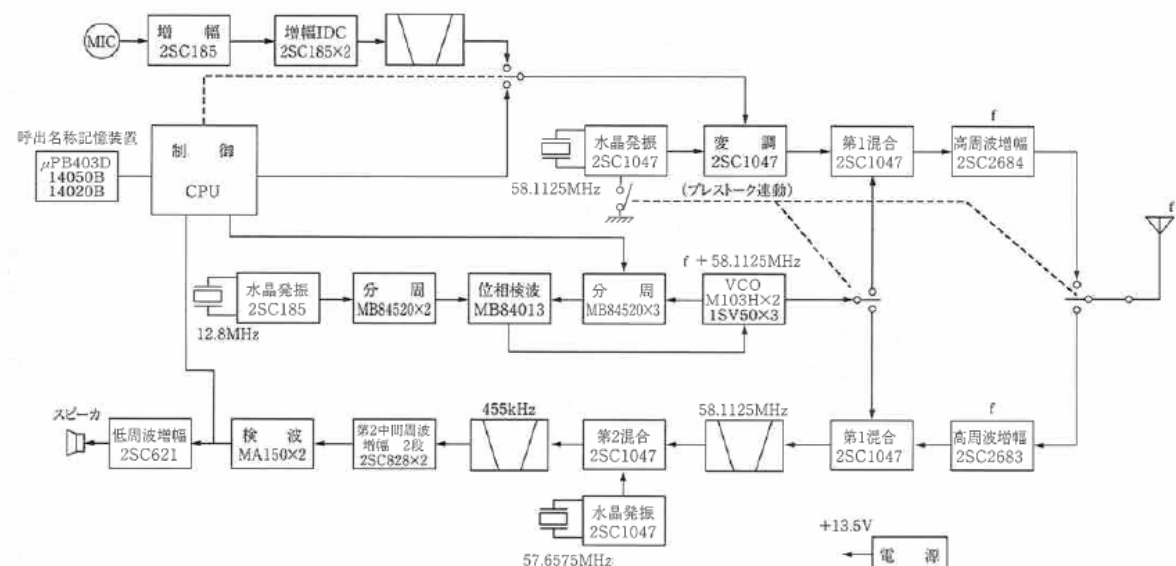 MIC
増 幅
2SC185
増幅IDC
2SC185×2
呼出名称記憶装置
μPB403D
14050B
14020B
制 御
CPU
水晶発振
2SC1047
58.1125MHz
変 調
2SC1047
(プレストーク連動)
第1混合
2SC1047
f
高周波増幅
2SC2684
f
水晶発振
2SC185
12.8MHz
分 周
MB84520×2
位相検波
MB84013
分 周
MB84520×3
f + 58.1125MHz
VCO
M103H×2
1SV50×3
スピーカ
低周波増幅
2SC621
検 波
MA150×2
第2中間周波
増幅 2段
2SC828×2
455kHz
第2混合
2SC1047
58.1125MHz
第1混合
2SC1047
f
高周波増幅
2SC2683
水晶発振
2SC1047
57.6575MHz
+13.5V
電 源